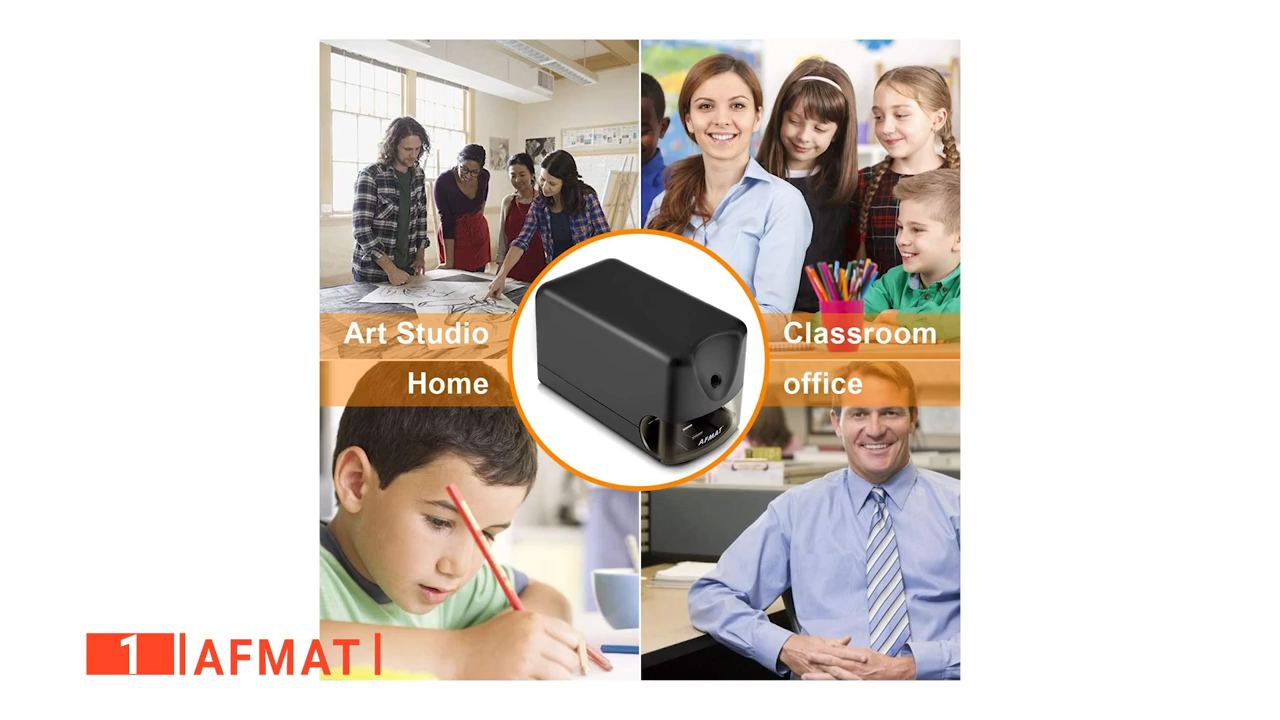 Art Studio
Classroom
Home
office
AFMAT
1 AFMAT